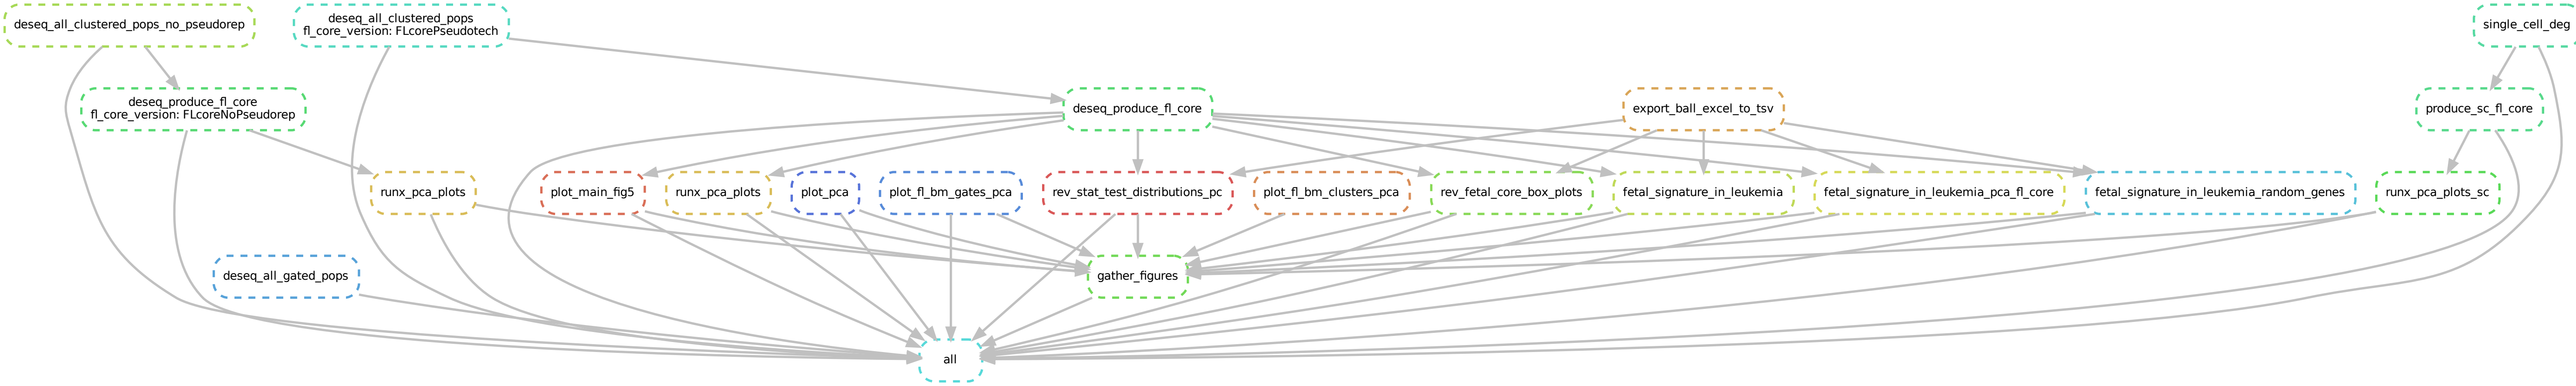 deseq_all_clustered_pops_no_pseudorep
deseq_all_clustered_pops
fl_core_version: FLcorePseudotech
single_cell_deg
deseq_produce_fl_core
fl_core_version: FLcoreNoPseudorep
deseq_produce_fl_core
export_ball_excel_to_tsv
produce_sc_fl_core
runx_pca_plots
plot_main_fig5
runx_pca_plots
plot_pca
plot_fl_bm_gates_pca
rev_stat_test_distributions_pc
plot_fl_bm_clusters_pca
rev_fetal_core_box_plots
fetal_signature_in_leukemia
fetal_signature_in_leukemia_pca_fl_core
fetal_signature_in_leukemia_random_genes
runx_pca_plots_sc
deseq_all_gated_pops
gather_figures
all